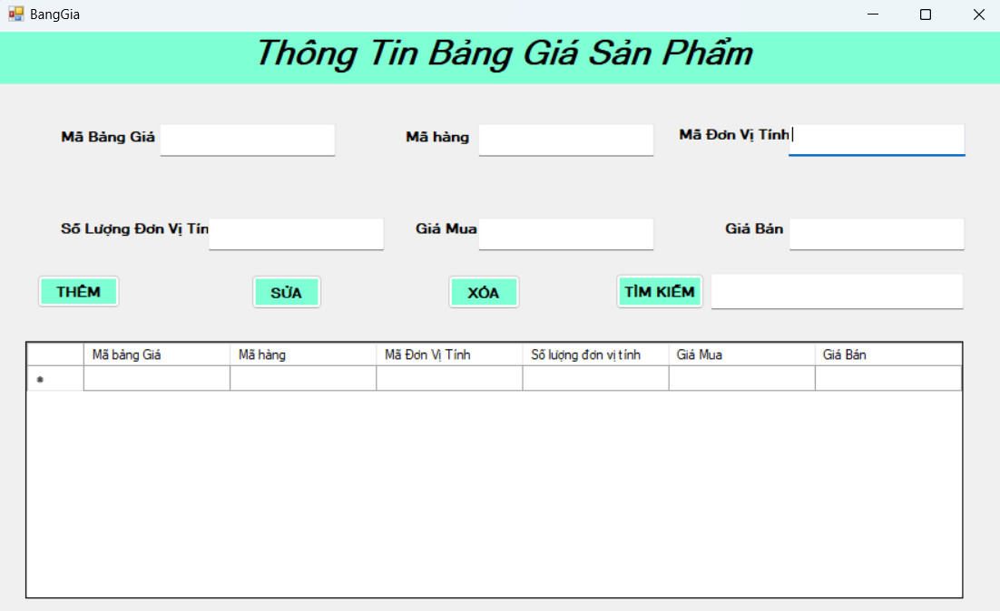 BangGia
Thông Tin Bảng Giá Sản Phẩm
Mã Bảng Giá Mã hàng Mã Đơn Vị Tính
Số Lượng Đơn Vị Tín Giá Mua Giá Bán
THÊM SỬA XÓA TÌM KIẾM
Mã bảng Giá Mã hàng Mã Đơn Vị Tính Số lượng đơn vị tính Giá Mua Giá Bán